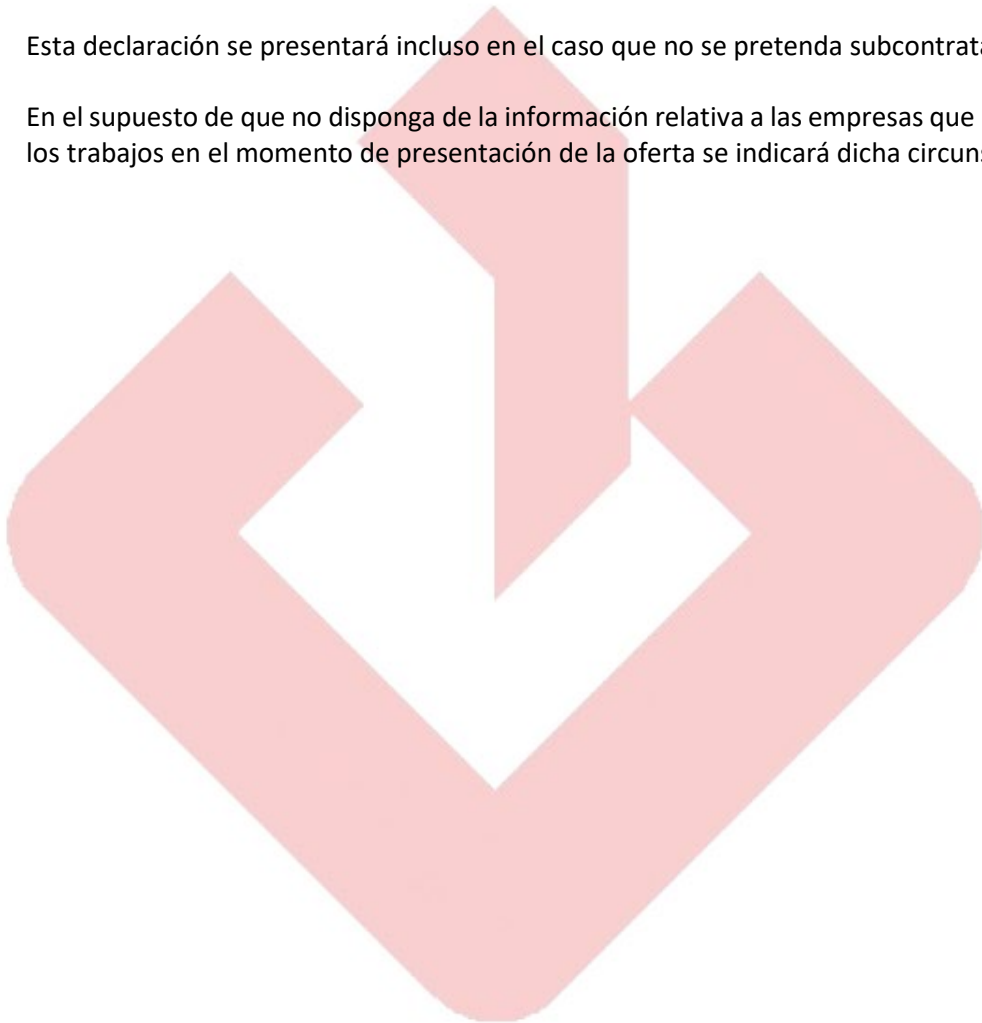 Esta declaración se presentará incluso en el caso que no se pretenda
En el supuesto de que no disponga de la información relativa a las empresas que
los trabajos en el momento de presentación de la oferta se indicará dicha